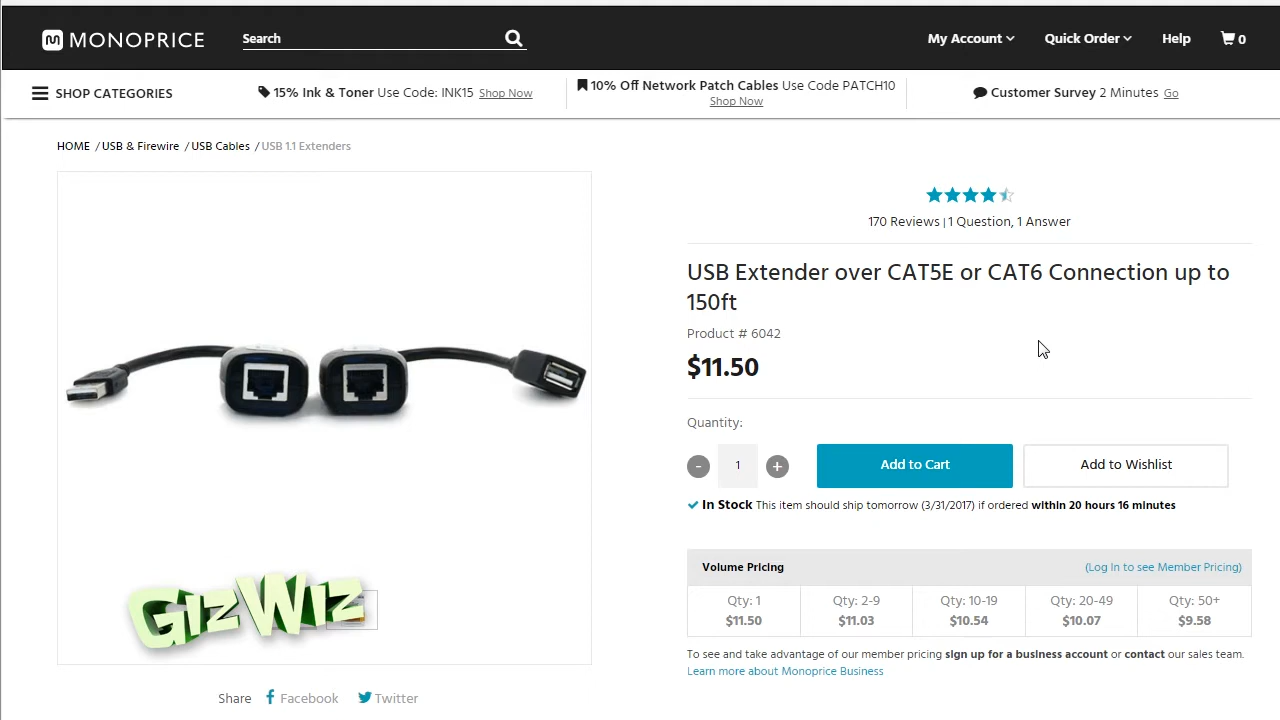 MONOPRICE
Search
My Account
Quick Order
Help
0
SHOP CATEGORIES
15% Ink & Toner Use Code: INK15 Shop Now
10% Off Network Patch Cables Use Code PATCH10
Shop Now
Customer Survey 2 Minutes Go
HOME / USB & Firewire / USB Cables / USB 1.1 Extenders
170 Reviews | 1 Question, 1 Answer
USB Extender over CAT5E or CAT6 Connection up to
150ft
Product # 6042
$11.50
Quantity:
- 1 +
Add to Cart
Add to Wishlist
In Stock This item should ship tomorrow (3/31/2017) if ordered within 20 hours 16 minutes
Volume Pricing (Log In to see Member Pricing)
Qty: 1 Qty: 2-9 Qty: 10-19 Qty: 20-49 Qty: 50+
$11.50 $11.03 $10.54 $10.07 $9.58
To see and take advantage of our member pricing sign up for a business account or contact our sales team.
Learn more about Monoprice Business
GizWiz
Share Facebook Twitter